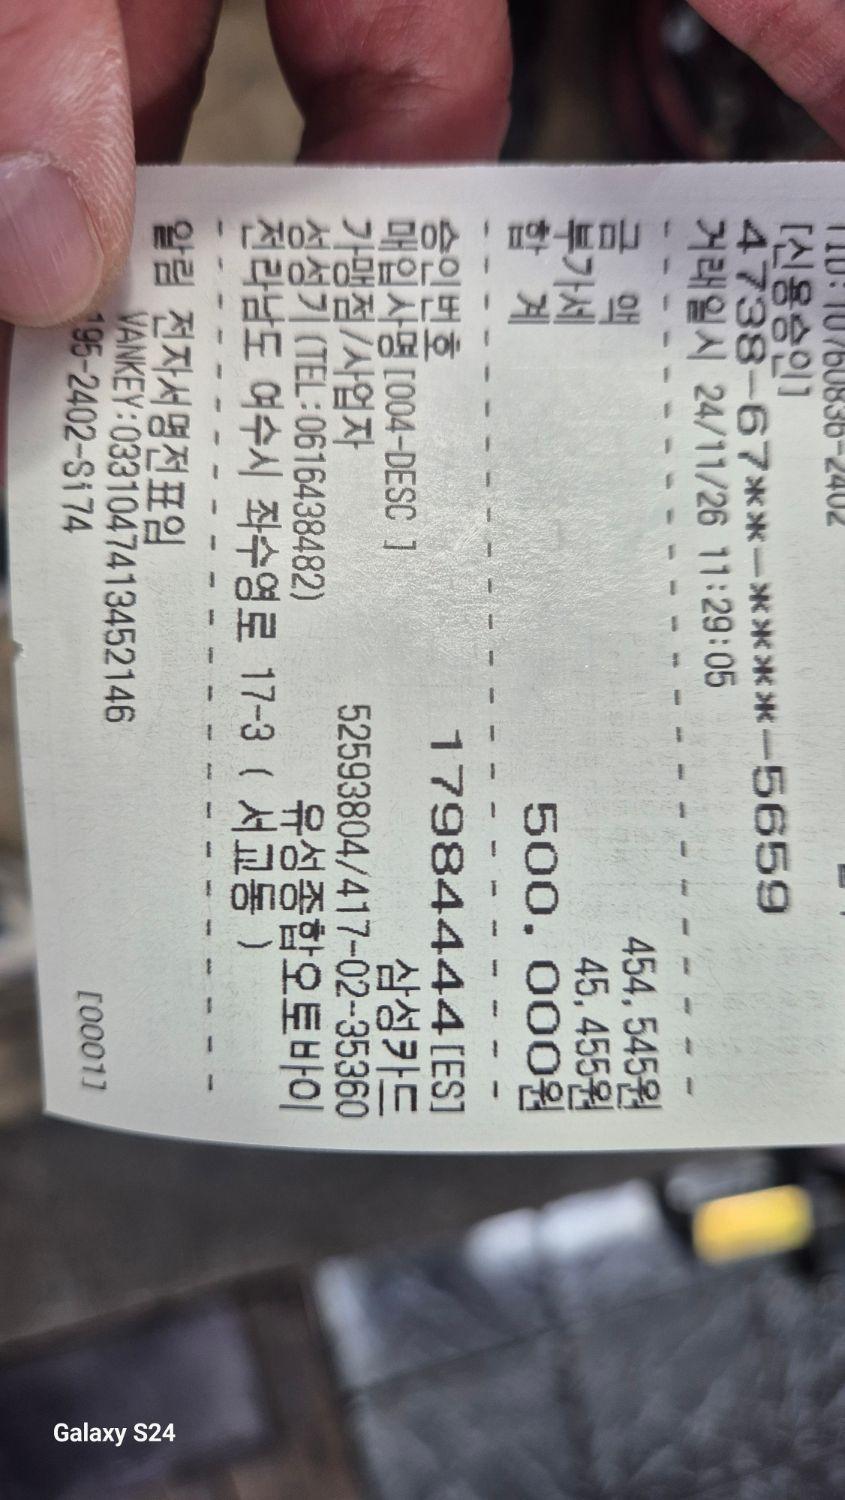 [신용승인]
4738-67**-****-5659
거래일시 24/11/26 11:29:05
금 액 454,545원
부가세 45,455원
합 계 500,000원
승인번호 17984444[ES]
매입사명[004-DESC ] 삼성카드
가맹점/사업자 52593804/417-02-35360
성성기(TEL:0616438482) 유성종합오토바이
전라남도 여수시 좌수영로 17-3 ( 서교동 )
알림 전자서명전표임
VANKEY:0331047413452146
195-2402-Si74 [0001]
Galaxy S24